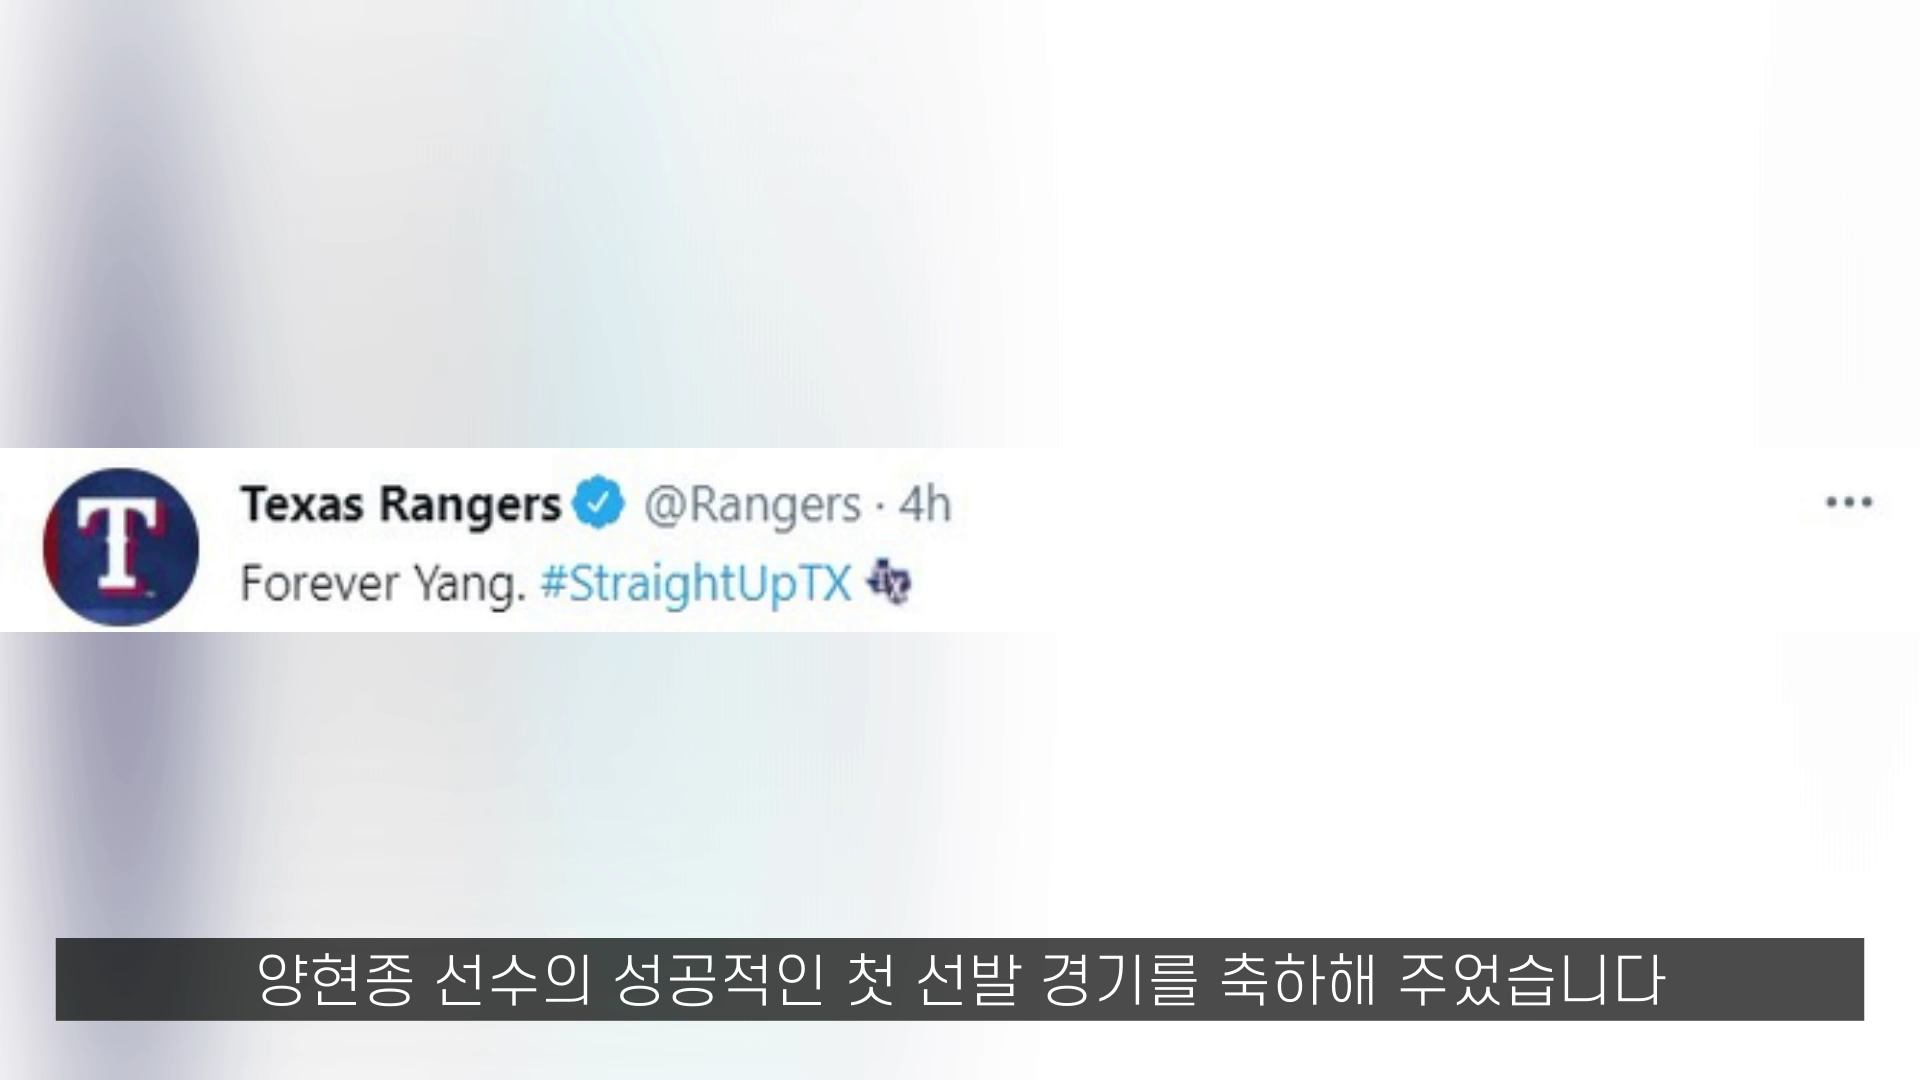 Texas Rangers @Rangers · 4h
Forever Yang. #StraightUpTX
양현종 선수의 성공적인 첫 선발 경기를 축하해 주었습니다